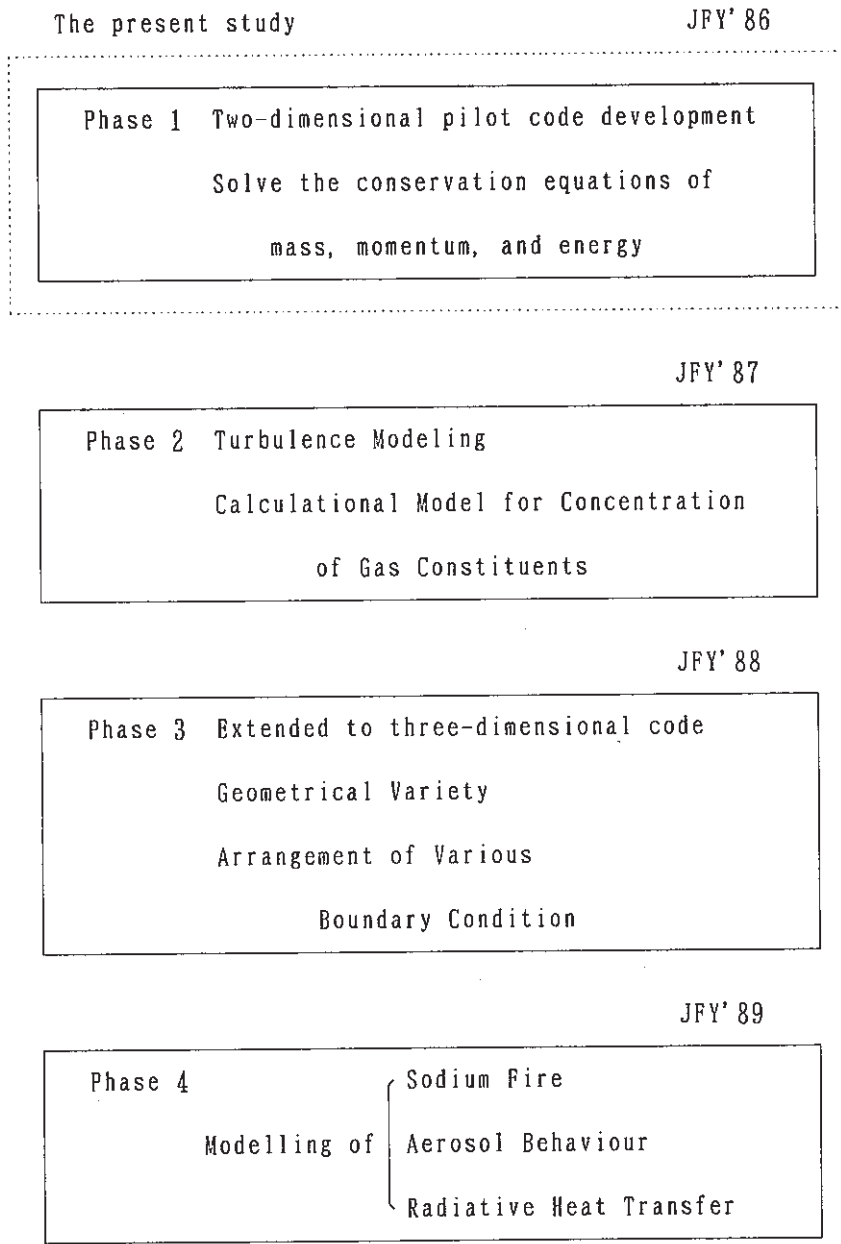 The present study JFY'86
Phase 1 Two-dimensional pilot code development
Solve the conservation equations of
mass, momentum, and energy
JFY'87
Phase 2 Turbulence Modeling
Calculational Model for Concentration
of Gas Constituents
JFY'88
Phase 3 Extended to three-dimensional code
Geometrical Variety
Arrangement of Various
Boundary Condition
JFY'89
Phase 4 Sodium Fire
Modelling of Aerosol Behaviour
Radiative Heat Transfer